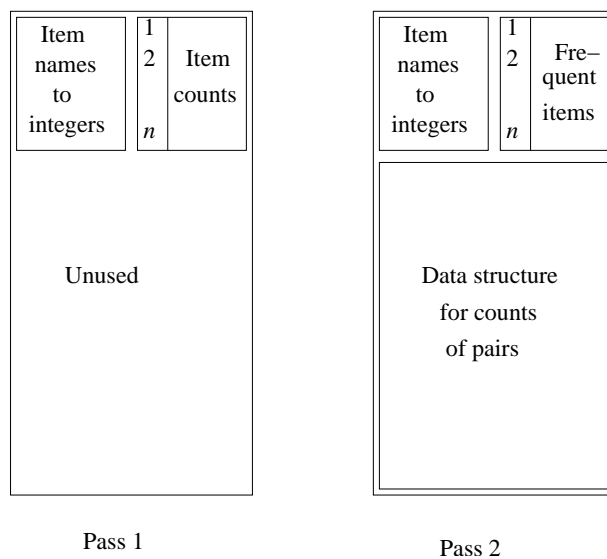 Item
names
to
integers
1
2
n
Item
counts
Unused
Pass 1
Item
names
to
integers
1
2
n
Fre–
quent
items
Data structure
for counts
of pairs
Pass 2